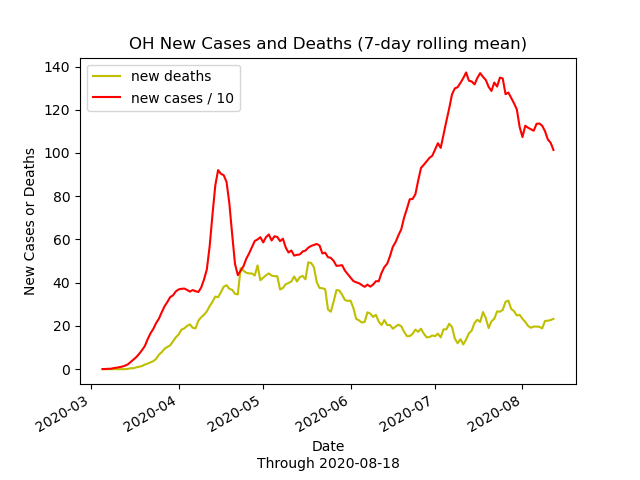 OH New Cases and Deaths (7-day rolling mean)
new deaths
new cases / 10
New Cases or Deaths
140
120
100
80
60
40
20
0
2020-03
2020-04
2020-05
2020-06
2020-07
2020-08
Date
Through 2020-08-18